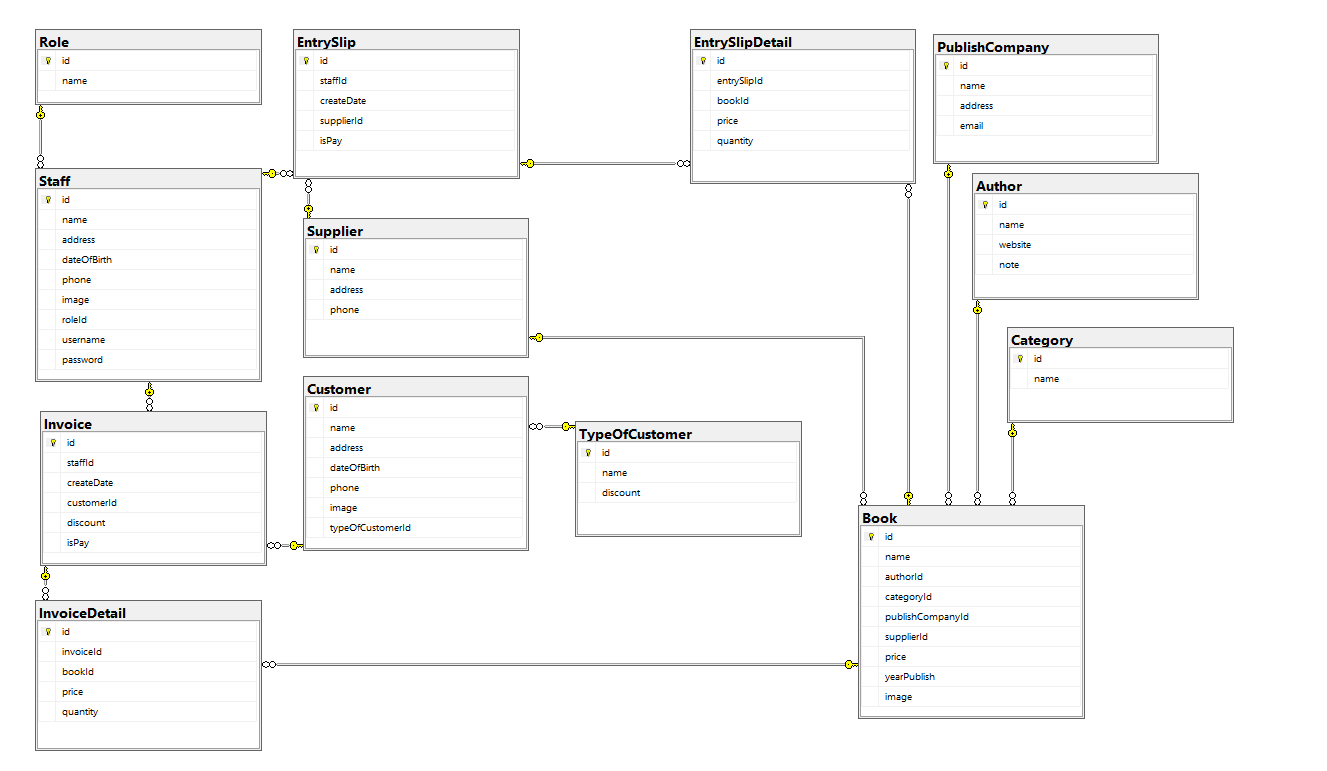 Role
id
name
EntrySlip
id
staffId
createDate
supplierId
isPay
EntrySlipDetail
id
entrySlipId
bookId
price
quantity
PublishCompany
id
name
address
email
Staff
id
name
address
dateOfBirth
phone
image
roleId
username
password
Supplier
id
name
address
phone
Author
id
name
website
note
Category
id
name
Invoice
id
staffId
createDate
customerId
discount
isPay
Customer
id
name
address
dateOfBirth
phone
image
typeOfCustomerId
TypeOfCustomer
id
name
discount
Book
id
name
authorId
categoryId
publishCompanyId
supplierId
price
yearPublish
image
InvoiceDetail
id
invoiceId
bookId
price
quantity